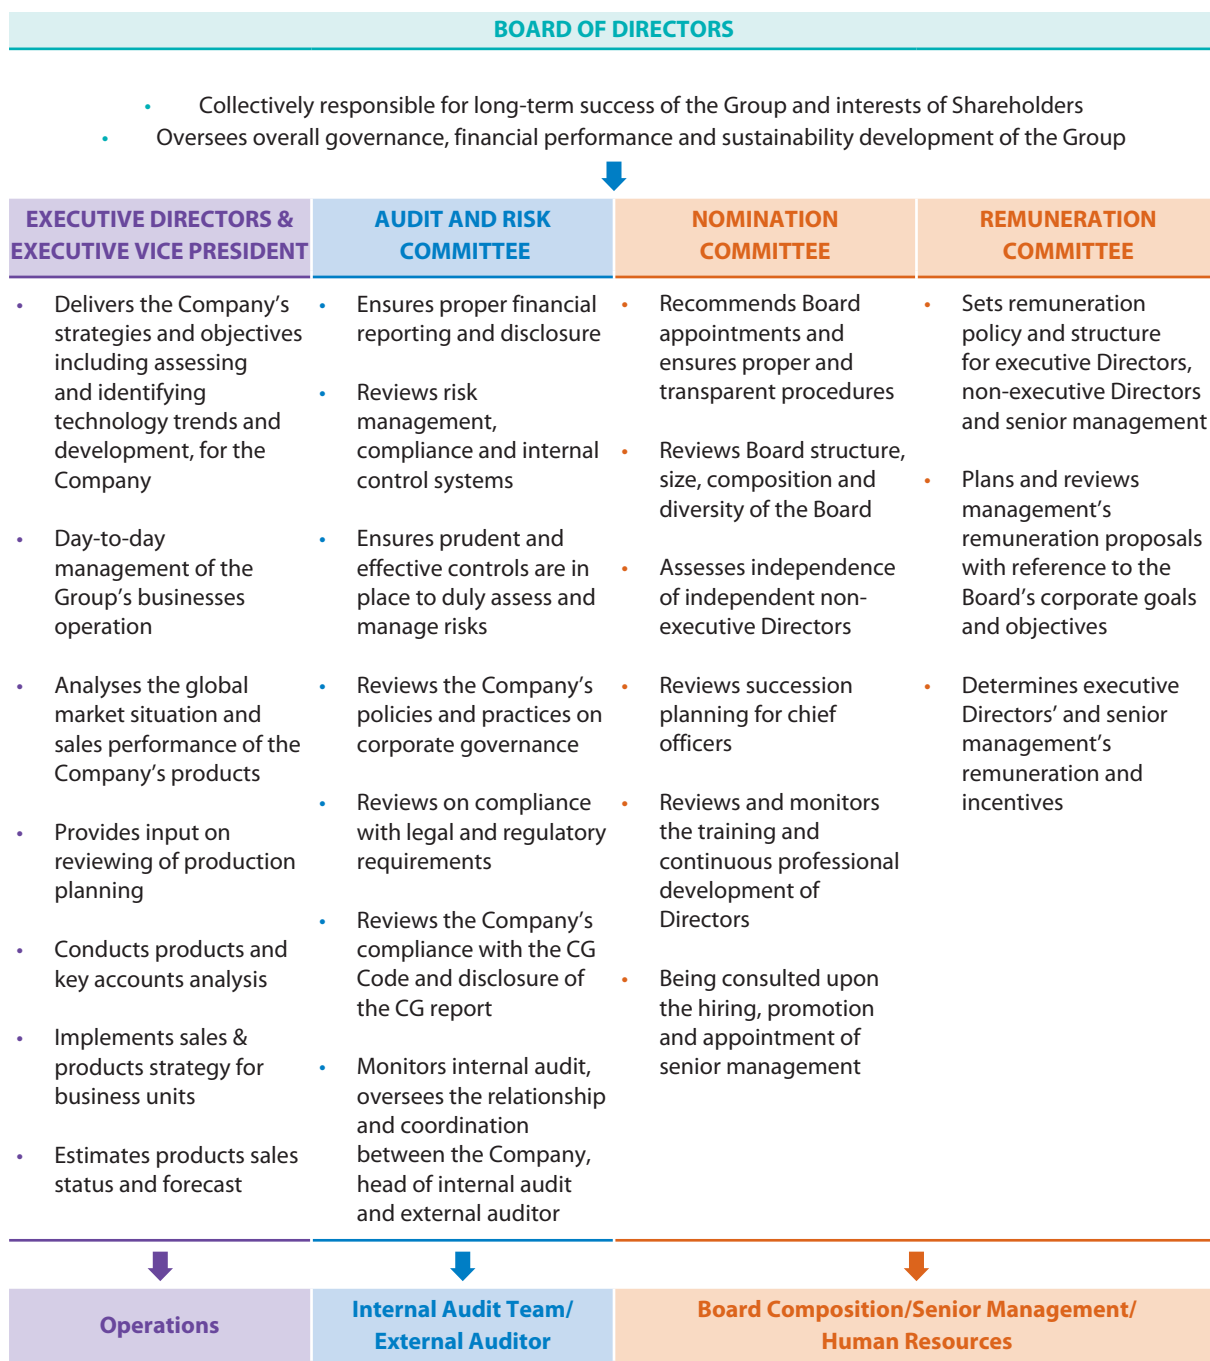 BOARD OF DIRECTORS
• Collectively responsible for long-term success of the Group and interests of Shareholders
• Oversees overall governance, financial performance and sustainability development of the Group
EXECUTIVE DIRECTORS &
EXECUTIVE VICE PRESIDENT
• Delivers the Company’s
strategies and objectives
including assessing
and identifying
technology trends and
development, for the
Company
• Day-to-day
management of the
Group’s businesses
operation
• Analyses the global
market situation and
sales performance of the
Company’s products
• Provides input on
reviewing of production
planning
• Conducts products and
key accounts analysis
• Implements sales &
products strategy for
business units
• Estimates products sales
status and forecast
Operations
AUDIT AND RISK
COMMITTEE
• Ensures proper financial
reporting and disclosure
• Reviews risk
management,
compliance and internal
control systems
• Ensures prudent and
effective controls are in
place to duly assess and
manage risks
• Reviews the Company’s
policies and practices on
corporate governance
• Reviews on compliance
with legal and regulatory
requirements
• Reviews the Company’s
compliance with the CG
Code and disclosure of
the CG report
• Monitors internal audit,
oversees the relationship
and coordination
between the Company,
head of internal audit
and external auditor
Internal Audit Team/
External Auditor
NOMINATION
COMMITTEE
• Recommends Board
appointments and
ensures proper and
transparent procedures
• Reviews Board structure,
size, composition and
diversity of the Board
• Assesses independence
of independent non-
executive Directors
• Reviews succession
planning for chief
officers
• Reviews and monitors
the training and
continuous professional
development of
Directors
• Being consulted upon
the hiring, promotion
and appointment of
senior management
REMUNERATION
COMMITTEE
• Sets remuneration
policy and structure
for executive Directors,
non-executive Directors
and senior management
• Plans and reviews
management’s
remuneration proposals
with reference to the
Board’s corporate goals
and objectives
• Determines executive
Directors’ and senior
management’s
remuneration and
incentives
Board Composition/Senior Management/
Human Resources